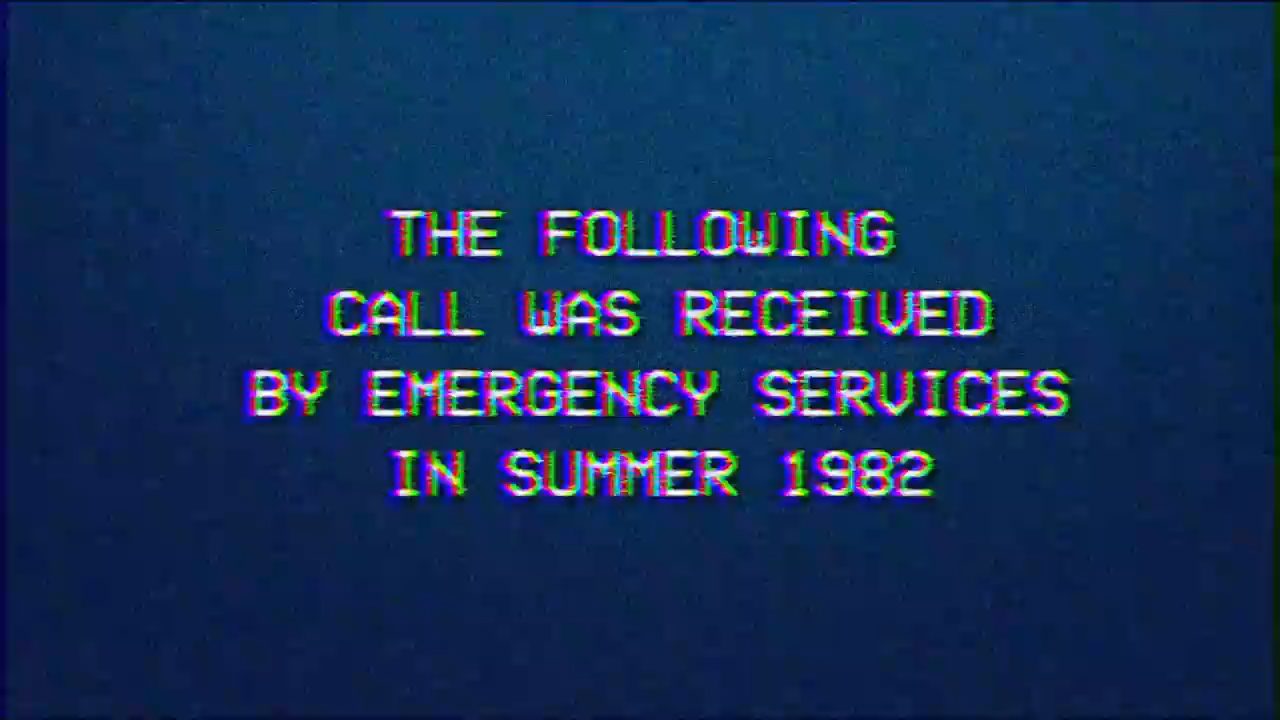 THE FOLLOWING
CALL WAS RECEIVED
BY EMERGENCY SERVICES
IN SUMMER 1982